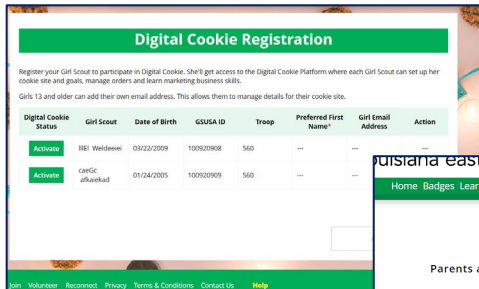 Digital Cookie Registration
Register your Girl Scout to participate in Digital Cookie. She'll get access to the Digital Cookie Platform where each Girl Scout can set up her
cookie site and goals, manage orders and learn marketing business skills.
Girls 13 and older can add their own email address. This allows them to manage details for their cookie site.
Digital Cookie Status Girl Scout Date of Birth GSUSA ID Troop Preferred First Name* Girl Email Address Action
Activate Weldeeiei 03/22/2009 100920908 560 --- --- ---
Activate caeGc afkaiekad 01/24/2005 100920909 560 --- ---
ouisiana east
Home Badges Lear
Parents a
Join Volunteer Reconnect Privacy Terms & Conditions Contact Us Help